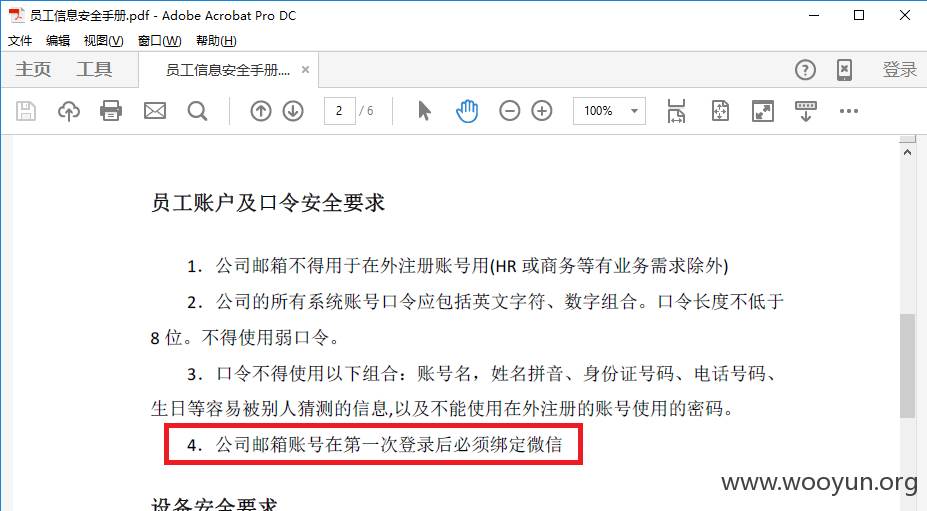 员工信息安全手册.pdf - Adobe Acrobat Pro DC
文件 编辑 视图(V) 窗口(W) 帮助(H)
主页 工具 员工信息安全手册.... × 登录
2 / 6 100%
员工账户及口令安全要求
1．公司邮箱不得用于在外注册账号用(HR 或商务等有业务需求除外)
2．公司的所有系统账号口令应包括英文字符、数字组合。口令长度不低于
8 位。不得使用弱口令。
3．口令不得使用以下组合：账号名，姓名拼音、身份证号码、电话号码、
生日等容易被别人猜测的信息,以及不能使用在外注册的账号使用的密码。
4．公司邮箱账号在第一次登录后必须绑定微信
www.wooyun.org
设备安全要求